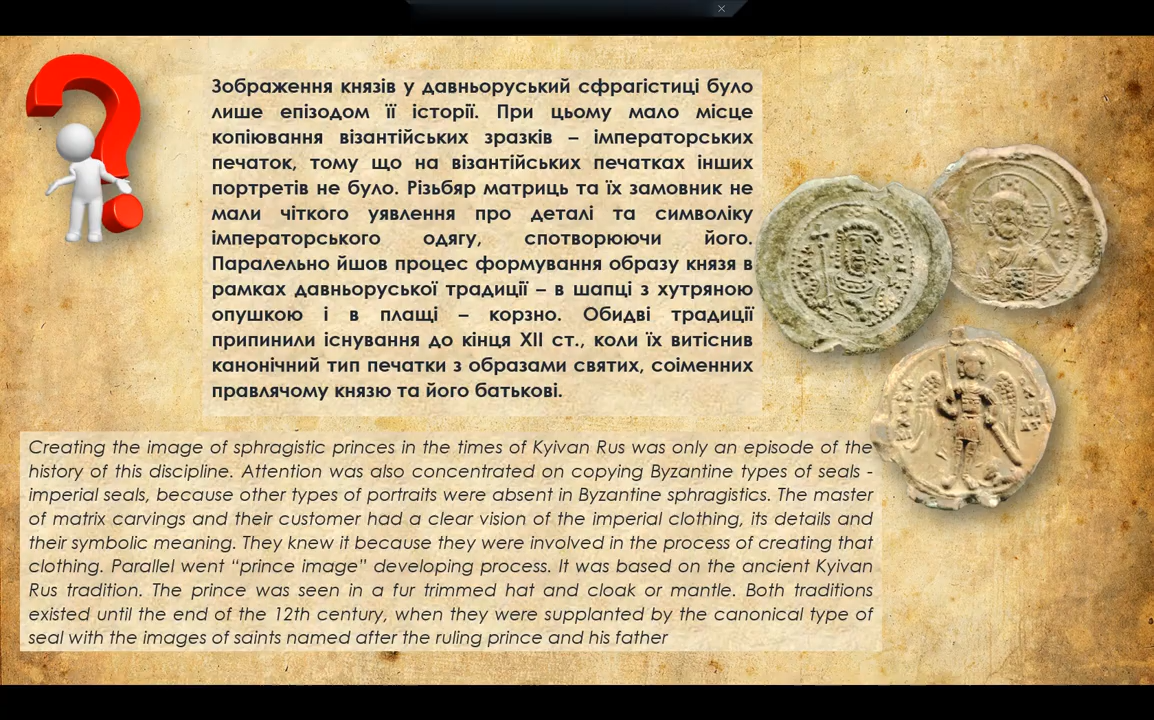 Зображення князів у давньоруський сфрагістиці було
лише епізодом її історії. При цьому мало місце
копіювання візантійських зразків – імператорських
печаток, тому що на візантійських печатках інших
портретів не було. Різьбяр матриць та їх замовник не
мали чіткого уявлення про деталі та символіку
імператорського одягу, спотворюючи його.
Паралельно йшов процес формування образу князя в
рамках давньоруської традиції – в шапці з хутряною
опушкою і в плащі – корзно. Обидві традиції
припинили існування до кінця XII ст., коли їх витіснив
канонічний тип печатки з образами святих, соіменних
правлячому князю та його батькові.
Creating the image of sphragistic princes in the times of Kyivan Rus was only an episode of the
history of this discipline. Attention was also concentrated on copying Byzantine types of seals -
imperial seals, because other types of portraits were absent in Byzantine sphragistics. The master
of matrix carvings and their customer had a clear vision of the imperial clothing, its details and
their symbolic meaning. They knew it because they were involved in the process of creating that
clothing. Parallel went “prince image” developing process. It was based on the ancient Kyivan
Rus tradition. The prince was seen in a fur trimmed hat and cloak or mantle. Both traditions
existed until the end of the 12th century, when they were supplanted by the canonical type of
seal with the images of saints named after the ruling prince and his father